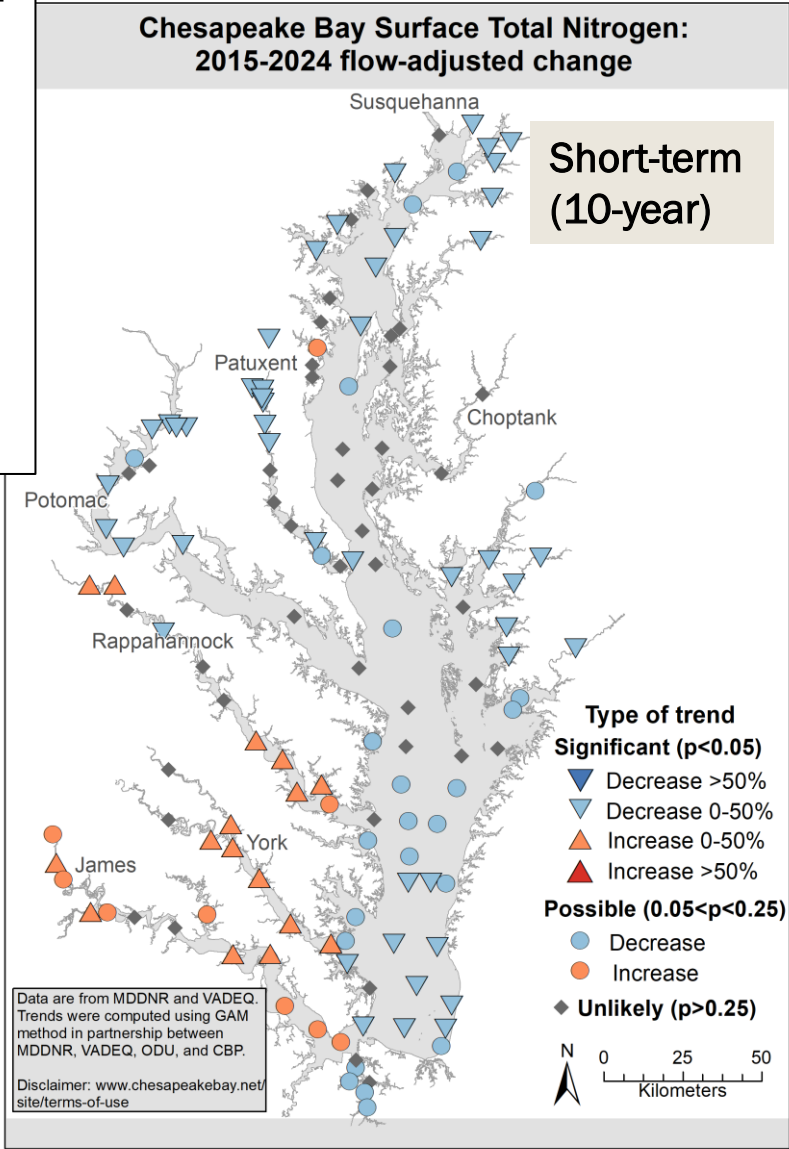 Chesapeake Bay Surface Total Nitrogen:
2015-2024 flow-adjusted change
Susquehanna
Short-term
(10-year)
Patuxent
Choptank
Potomac
Rappahannock
York
James
Type of trend
Significant (p<0.05)
Decrease >50%
Decrease 0-50%
Increase 0-50%
Increase >50%
Possible (0.05<p<0.25)
Decrease
Increase
Unlikely (p>0.25)
Data are from MDDNR and VADEQ.
Trends were computed using GAM
method in partnership between
MDDNR, VADEQ, ODU, and CBP.
Disclaimer: www.chesapeakebay.net/
site/terms-of-use
N
0 25 50
Kilometers